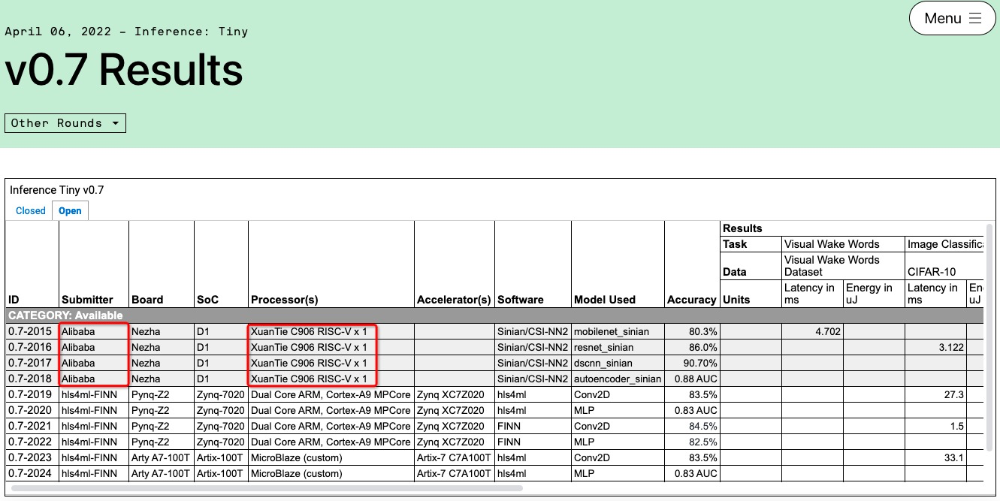 Menu
April 06, 2022 – Inference: Tiny
v0.7 Results
Other Rounds
Inference Tiny v0.7
Closed Open
Results
Task Visual Wake Words Image Classifica
Data Visual Wake Words Dataset CIFAR-10
ID Submitter Board SoC Processor(s) Accelerator(s) Software Model Used Accuracy Units Latency in ms Energy in uJ Latency in ms En uJ
CATEGORY: Available
0.7-2015 Alibaba Nezha D1 XuanTie C906 RISC-V x 1 Sinian/CSI-NN2 mobilenet_sinian 80.3% 4.702
0.7-2016 Alibaba Nezha D1 XuanTie C906 RISC-V x 1 Sinian/CSI-NN2 resnet_sinian 86.0% 3.122
0.7-2017 Alibaba Nezha D1 XuanTie C906 RISC-V x 1 Sinian/CSI-NN2 dscnn_sinian 90.70%
0.7-2018 Alibaba Nezha D1 XuanTie C906 RISC-V x 1 Sinian/CSI-NN2 autoencoder_sinian 0.88 AUC
0.7-2019 hls4ml-FINN Pynq-Z2 Zynq-7020 Dual Core ARM, Cortex-A9 MPCore Zynq XC7Z020 hls4ml Conv2D 83.5% 27.3
0.7-2020 hls4ml-FINN Pynq-Z2 Zynq-7020 Dual Core ARM, Cortex-A9 MPCore Zynq XC7Z020 hls4ml MLP 0.83 AUC
0.7-2021 hls4ml-FINN Pynq-Z2 Zynq-7020 Dual Core ARM, Cortex-A9 MPCore Zynq XC7Z020 FINN Conv2D 84.5% 1.5
0.7-2022 hls4ml-FINN Pynq-Z2 Zynq-7020 Dual Core ARM, Cortex-A9 MPCore Zynq XC7Z020 FINN MLP 82.5%
0.7-2023 hls4ml-FINN Arty A7-100T Artix-100T MicroBlaze (custom) Artix-7 C7A100T hls4ml Conv2D 83.5% 33.1
0.7-2024 hls4ml-FINN Arty A7-100T Artix-100T MicroBlaze (custom) Artix-7 C7A100T hls4ml MLP 0.83 AUC